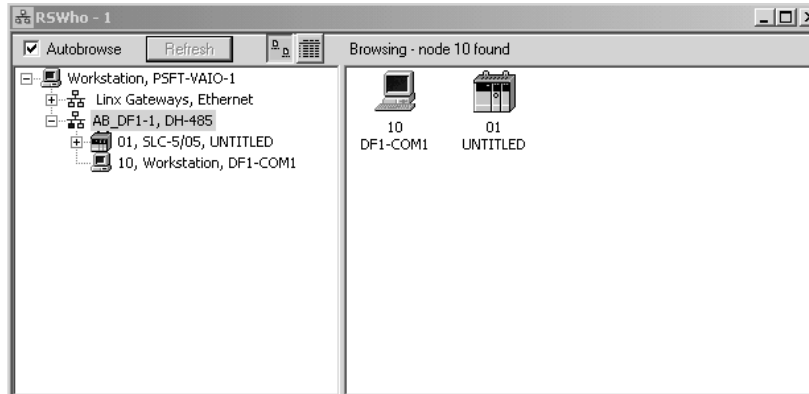 RSWho - 1
Autobrowse Refresh Browsing - node 10 found
Workstation, PSFT-VAIO-1
Linx Gateways, Ethernet
AB_DF1-1, DH-485
01, SLC-5/05, UNTITLED
10, Workstation, DF1-COM1
10
DF1-COM1
01
UNTITLED